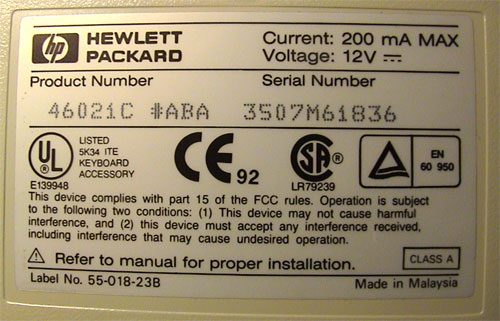 hp HEWLETT PACKARD
Current: 200 mA MAX
Voltage: 12V
Product Number Serial Number
46021C #ABA 3507M61836
UL ®
LISTED
5K34 ITE
KEYBOARD
ACCESSORY
E139948
CE 92
SA ®
LR79239
EN
60 950
This device complies with part 15 of the FCC rules. Operation is subject
to the following two conditions: (1) This device may not cause harmful
interference, and (2) this device must accept any interference received,
including interference that may cause undesired operation.
Refer to manual for proper installation.
CLASS A
Label No. 55-018-23B Made in Malaysia